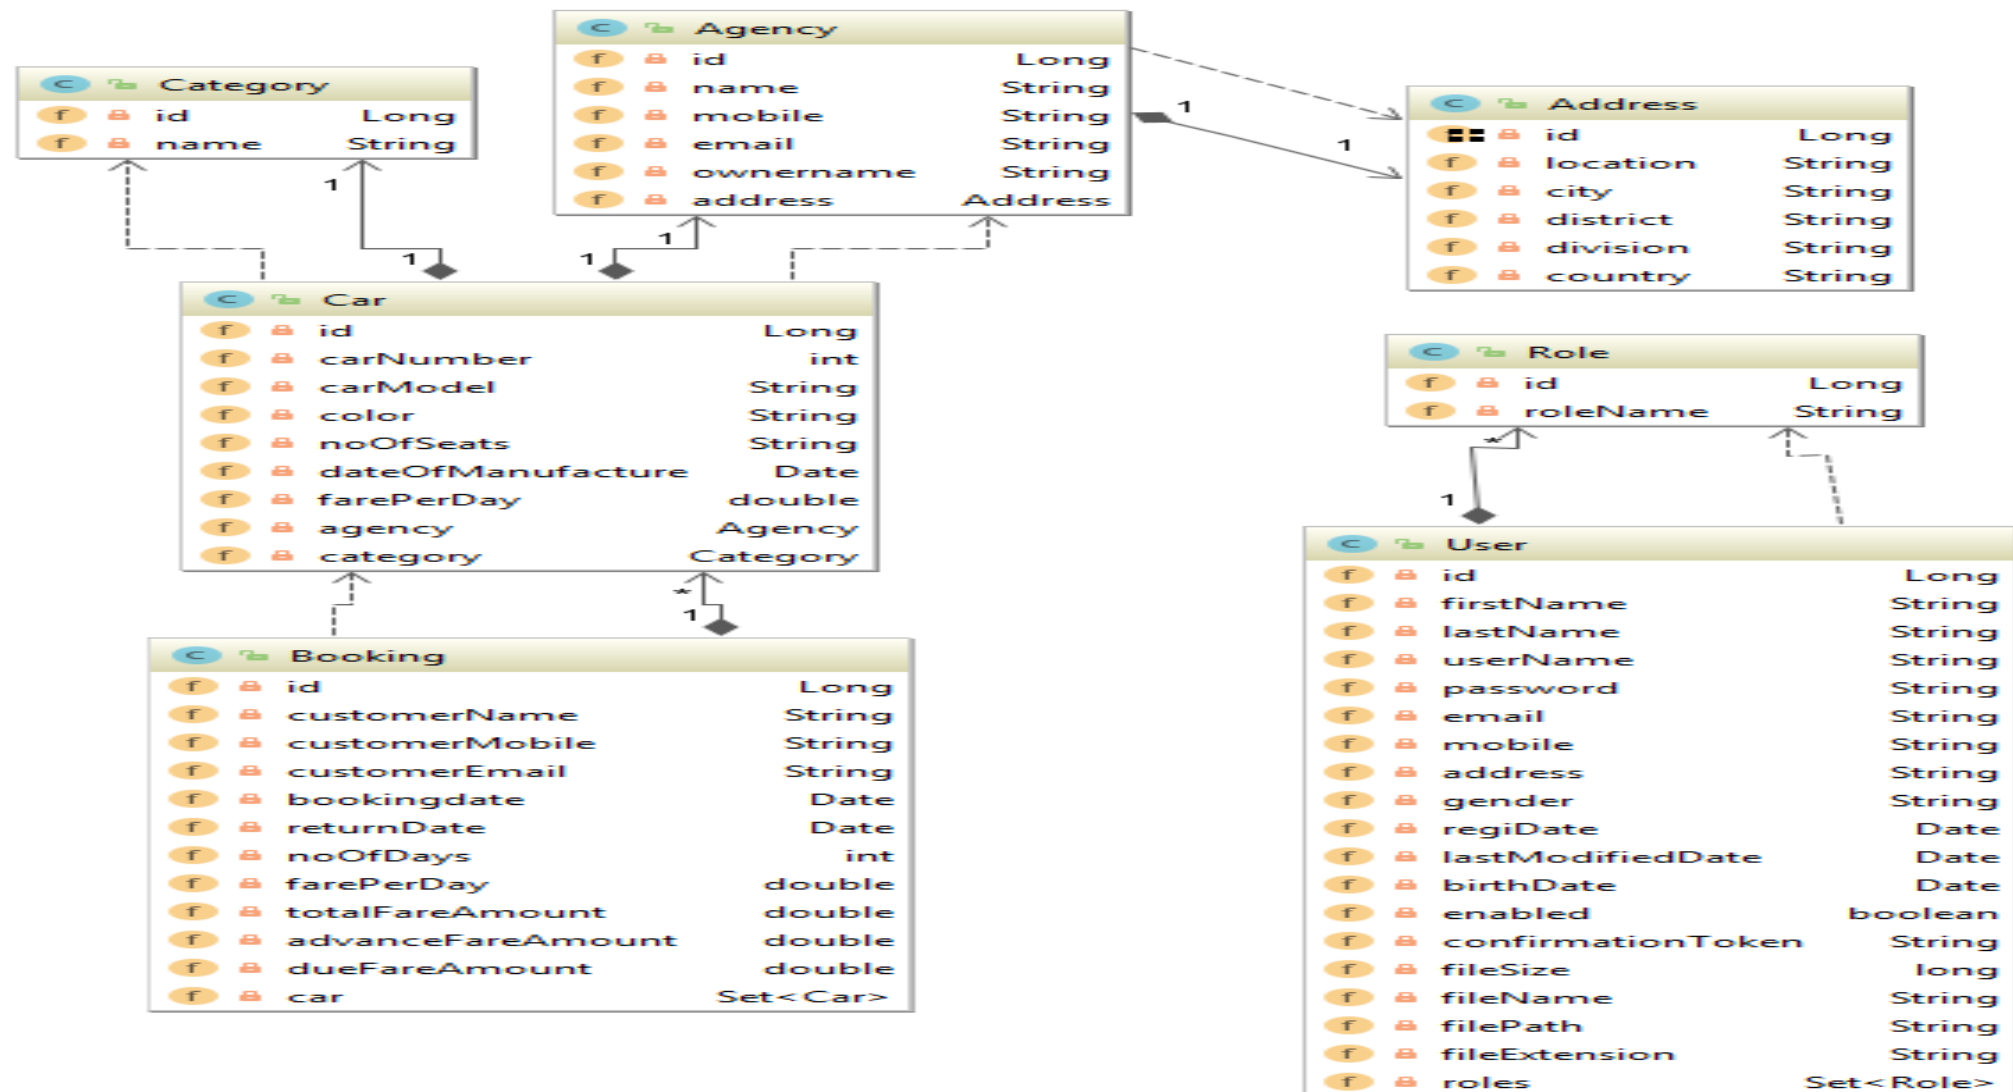 Category
id Long
name String
Agency
id Long
name String
mobile String
email String
ownername String
address Address
1
1
Address
id Long
location String
city String
district String
division String
country String
1
1
1
1
Car
id Long
carNumber int
carModel String
color String
noOfSeats String
dateOfManufacture Date
farePerDay double
agency Agency
category Category
*
1
Booking
id Long
customerName String
customerMobile String
customerEmail String
bookingdate Date
returnDate Date
noOfDays int
farePerDay double
totalFareAmount double
advanceFareAmount double
dueFareAmount double
car Set<Car>
Role
id Long
roleName String
*
1
User
id Long
firstName String
lastName String
userName String
password String
email String
mobile String
address String
gender String
regiDate Date
lastModifiedDate Date
birthDate Date
enabled boolean
confirmationToken String
fileSize long
fileName String
filePath String
fileExtension String
roles Set<Role>